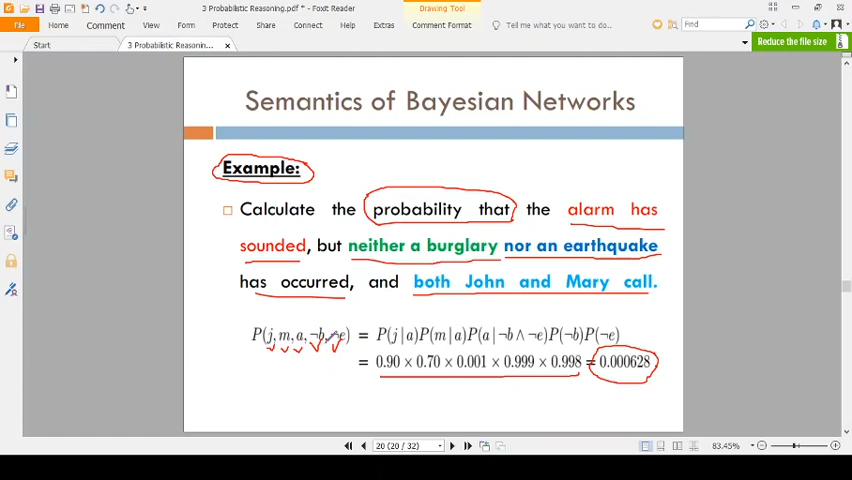 3 Probabilistic Reasoning.pdf * - Foxit Reader
Drawing Tool
File Home Comment View Form Protect Share Connect Help Extras Comment Format Tell me what you want to do... Find
Start 3 Probabilistic Reasonin...
Reduce the file size
Semantics of Bayesian Networks
Example:
Calculate the probability that the alarm has
sounded, but neither a burglary nor an earthquake
has occurred, and both John and Mary call.
P(j, m, a, ¬b, ¬e) = P(j | a)P(m | a)P(a | ¬b ∧ ¬e)P(¬b)P(¬e)
= 0.90 × 0.70 × 0.001 × 0.999 × 0.998 = 0.000628
20 (20 / 32) 83.45%